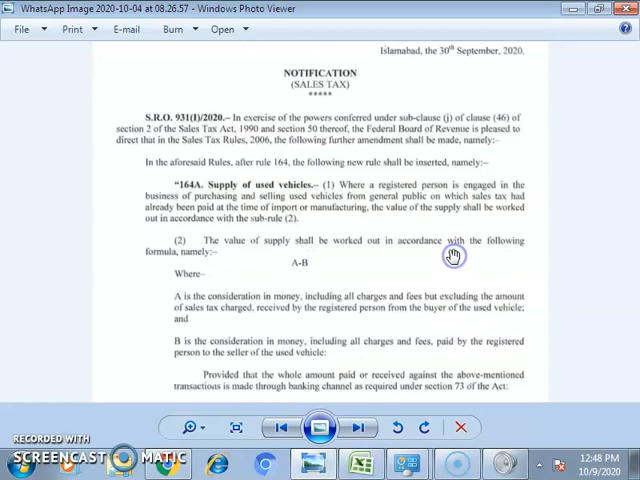 WhatsApp Image 2020-10-04 at 08.26.57 - Windows Photo Viewer
File Print E-mail Burn Open
Islamabad, the 30th September, 2020.
NOTIFICATION
(SALES TAX)
*****
S.R.O. 931(I)/2020.- In exercise of the powers conferred under sub-clause (j) of clause (46) of
section 2 of the Sales Tax Act, 1990 and section 50 thereof, the Federal Board of Revenue is pleased to
direct that in the Sales Tax Rules, 2006, the following further amendment shall be made, namely:-
In the aforesaid Rules, after rule 164, the following new rule shall be inserted, namely:–
"164A. Supply of used vehicles.- (1) Where a registered person is engaged in the
business of purchasing and selling used vehicles from general public on which sales tax had
already been paid at the time of import or manufacturing, the value of the supply shall be worked
out in accordance with the sub-rule (2).
(2) The value of supply shall be worked out in accordance with the following
formula, namely:-
A-B
Where–
A is the consideration in money, including all charges and fees but excluding the amount
of sales tax charged, received by the registered person from the buyer of the used vehicle;
and
B is the consideration in money, including all charges and fees, paid by the registered
person to the seller of the used vehicle:
Provided that the whole amount paid or received against the above-mentioned
transactions is made through banking channel as required under section 73 of the Act:
RECORDED WITH
SCREENCAST MATIC
12:48 PM
10/9/2020